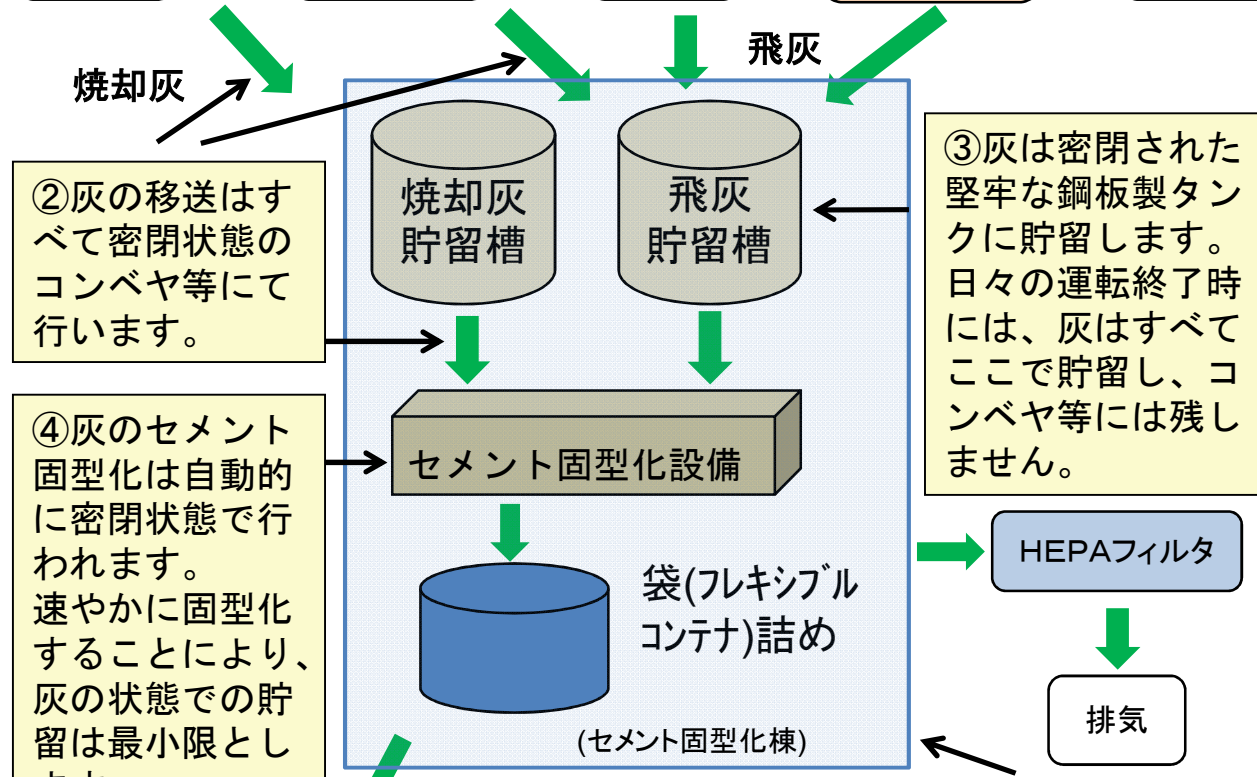 焼却灰
飛灰
②灰の移送はす
べて密閉状態の
コンベヤ等にて
行います。
焼却灰
貯留槽
飛灰
貯留槽
③灰は密閉された
堅牢な鋼板製タン
クに貯留します。
日々の運転終了時
には、灰はすべて
ここで貯留し、コ
ンベヤ等には残し
ません。
④灰のセメント
固型化は自動的
に密閉状態で行
われます。
速やかに固型化
することにより、
灰の状態での貯
留は最小限とし
セメント固型化設備
袋(フレキシブル
コンテナ)詰め
(セメント固型化棟)
HEPAフィルタ
排気